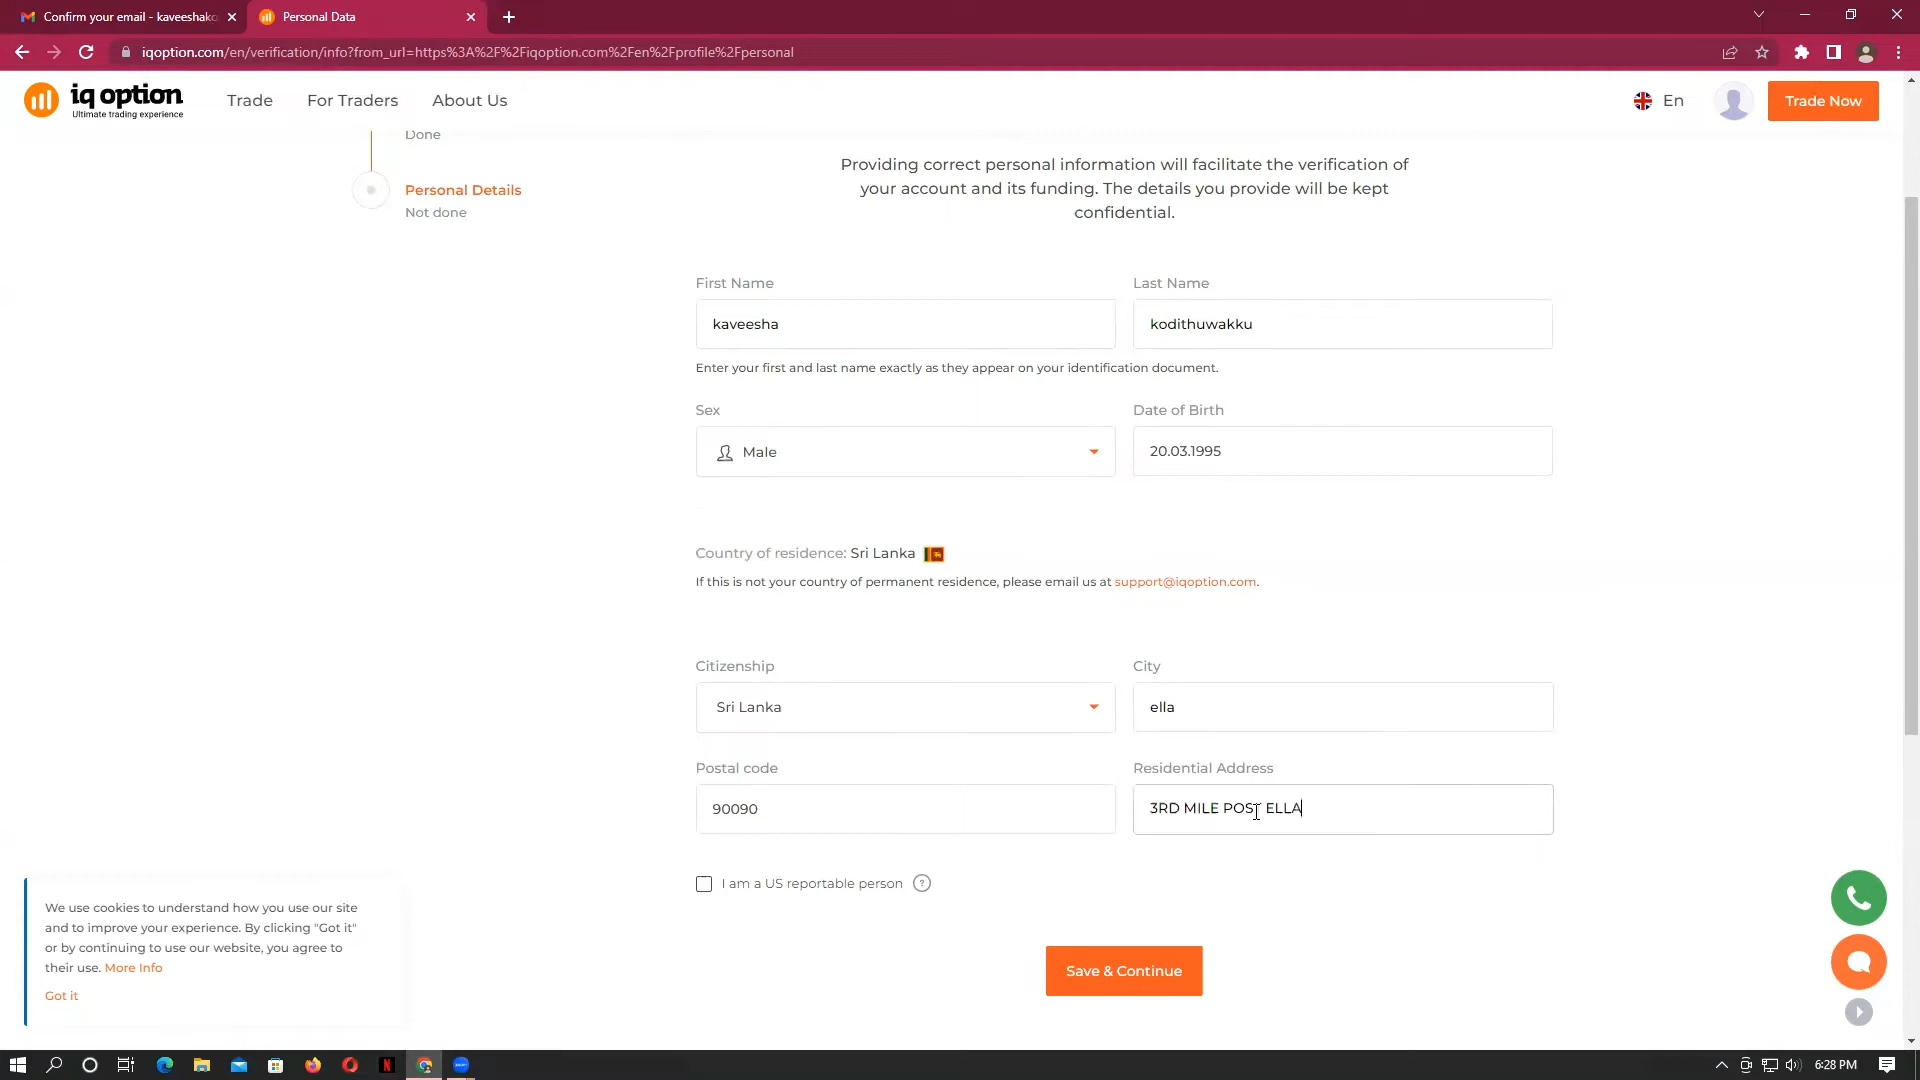 Confirm your email - kaveeshako
Personal Data
iqoption.com/en/verification/info?from_url=https%3A%2F%2Fiqoption.com%2Fen%2Fprofile%2Fpersonal
iq option
Ultimate trading experience
Trade
For Traders
About Us
En
Trade Now
Done
Personal Details
Not done
Providing correct personal information will facilitate the verification of
your account and its funding. The details you provide will be kept
confidential.
First Name
Last Name
kaveesha
kodithuwakku
Enter your first and last name exactly as they appear on your identification document.
Sex
Date of Birth
Male
20.03.1995
Country of residence: Sri Lanka
If this is not your country of permanent residence, please email us at support@iqoption.com.
Citizenship
City
Sri Lanka
ella
Postal code
Residential Address
90090
3RD MILE POST ELLA
I am a US reportable person ?
We use cookies to understand how you use our site
and to improve your experience. By clicking "Got it"
or by continuing to use our website, you agree to
their use. More Info
Got it
Save & Continue
6:28 PM